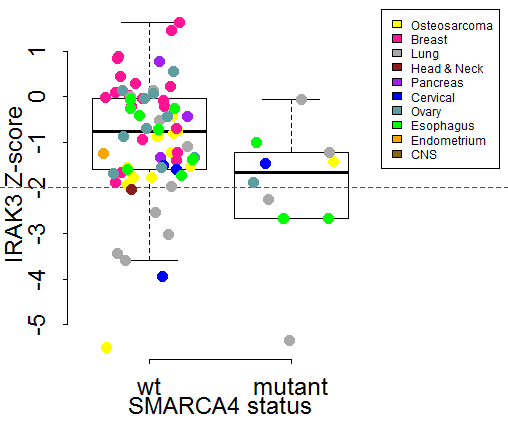 IRAK3 Z-score
1
0
-1
-2
-3
-4
-5
wt mutant
SMARCA4 status
Osteosarcoma
Breast
Lung
Head & Neck
Pancreas
Cervical
Ovary
Esophagus
Endometrium
CNS